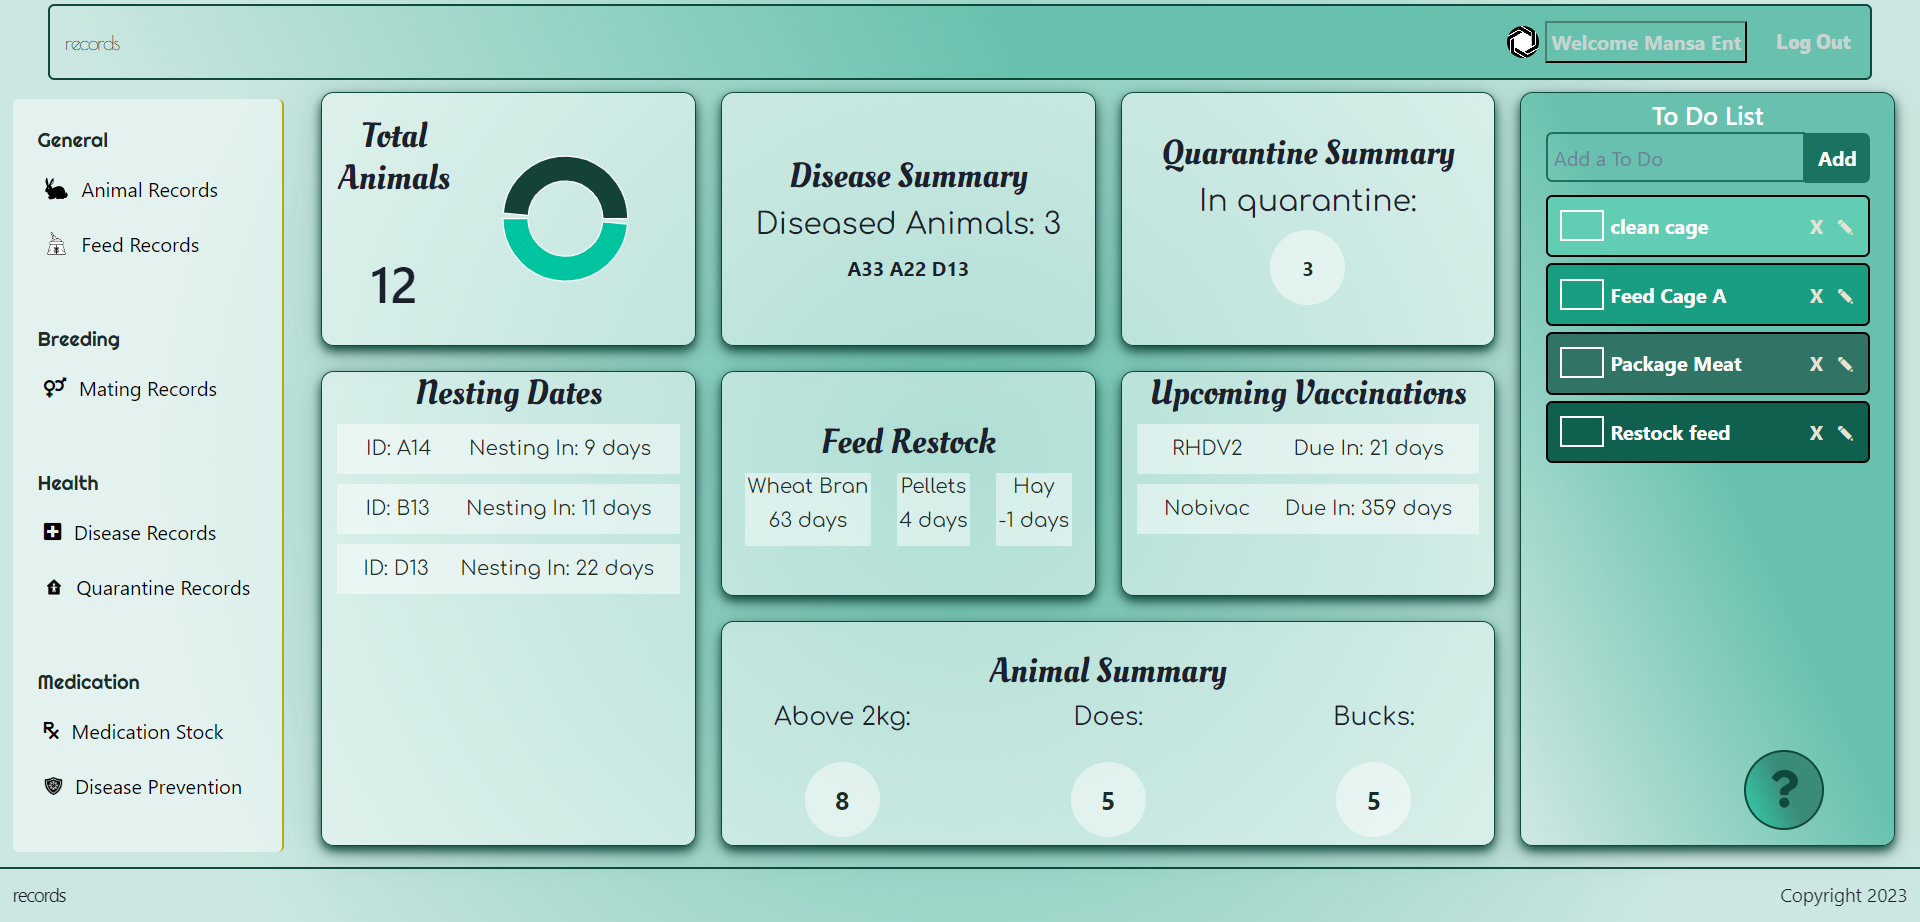 records
Welcome Mansa Ent
Log Out
General
Animal Records
Feed Records
Breeding
Mating Records
Health
Disease Records
Quarantine Records
Medication
Medication Stock
Disease Prevention
Total
Animals
12
Disease Summary
Diseased Animals: 3
A33 A22 D13
Quarantine Summary
In quarantine:
3
Nesting Dates
ID: A14 Nesting In: 9 days
ID: B13 Nesting In: 11 days
ID: D13 Nesting In: 22 days
Feed Restock
Wheat Bran
63 days
Pellets
4 days
Hay
-1 days
Upcoming Vaccinations
RHDV2 Due In: 21 days
Nobivac Due In: 359 days
Animal Summary
Above 2kg:
8
Does:
5
Bucks:
5
To Do List
Add a To Do
Add
clean cage X
Feed Cage A X
Package Meat X
Restock feed X
?
records
Copyright 2023